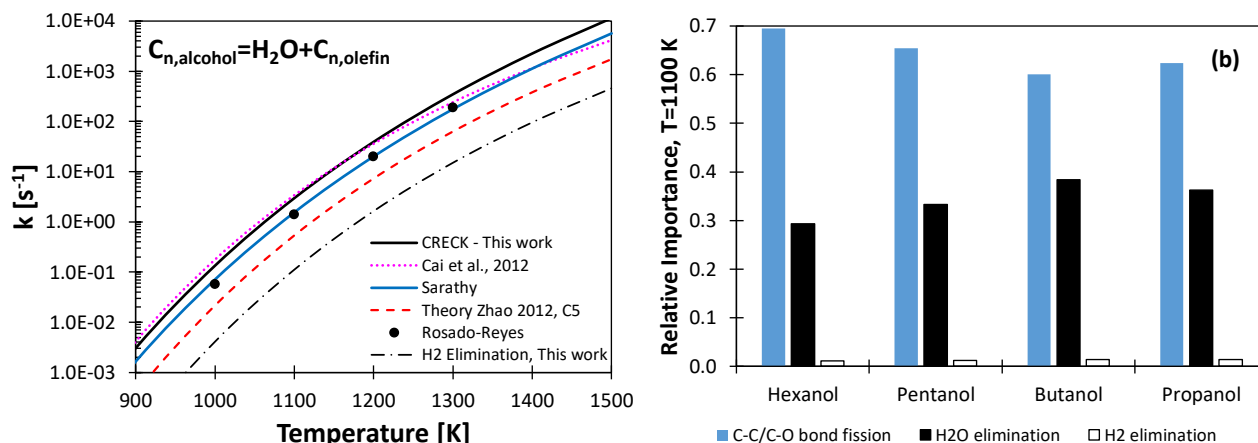 1.0E+04
1.0E+03
1.0E+02
1.0E+01
1.0E+00
1.0E-01
1.0E-02
1.0E-03
k [s⁻¹]
Cn,alcohol=H₂O+Cn,olefin
CRECK - This work
Cai et al., 2012
Sarathy
Theory Zhao 2012, C5
Rosado-Reyes
H2 Elimination, This work
900 1000 1100 1200 1300 1400 1500
Temperature [K]
(b)
0.7
0.6
0.5
0.4
0.3
0.2
0.1
0.0
Relative Importance, T=1100 K
Hexanol Pentanol Butanol Propanol
C-C/C-O bond fission H2O elimination H2 elimination